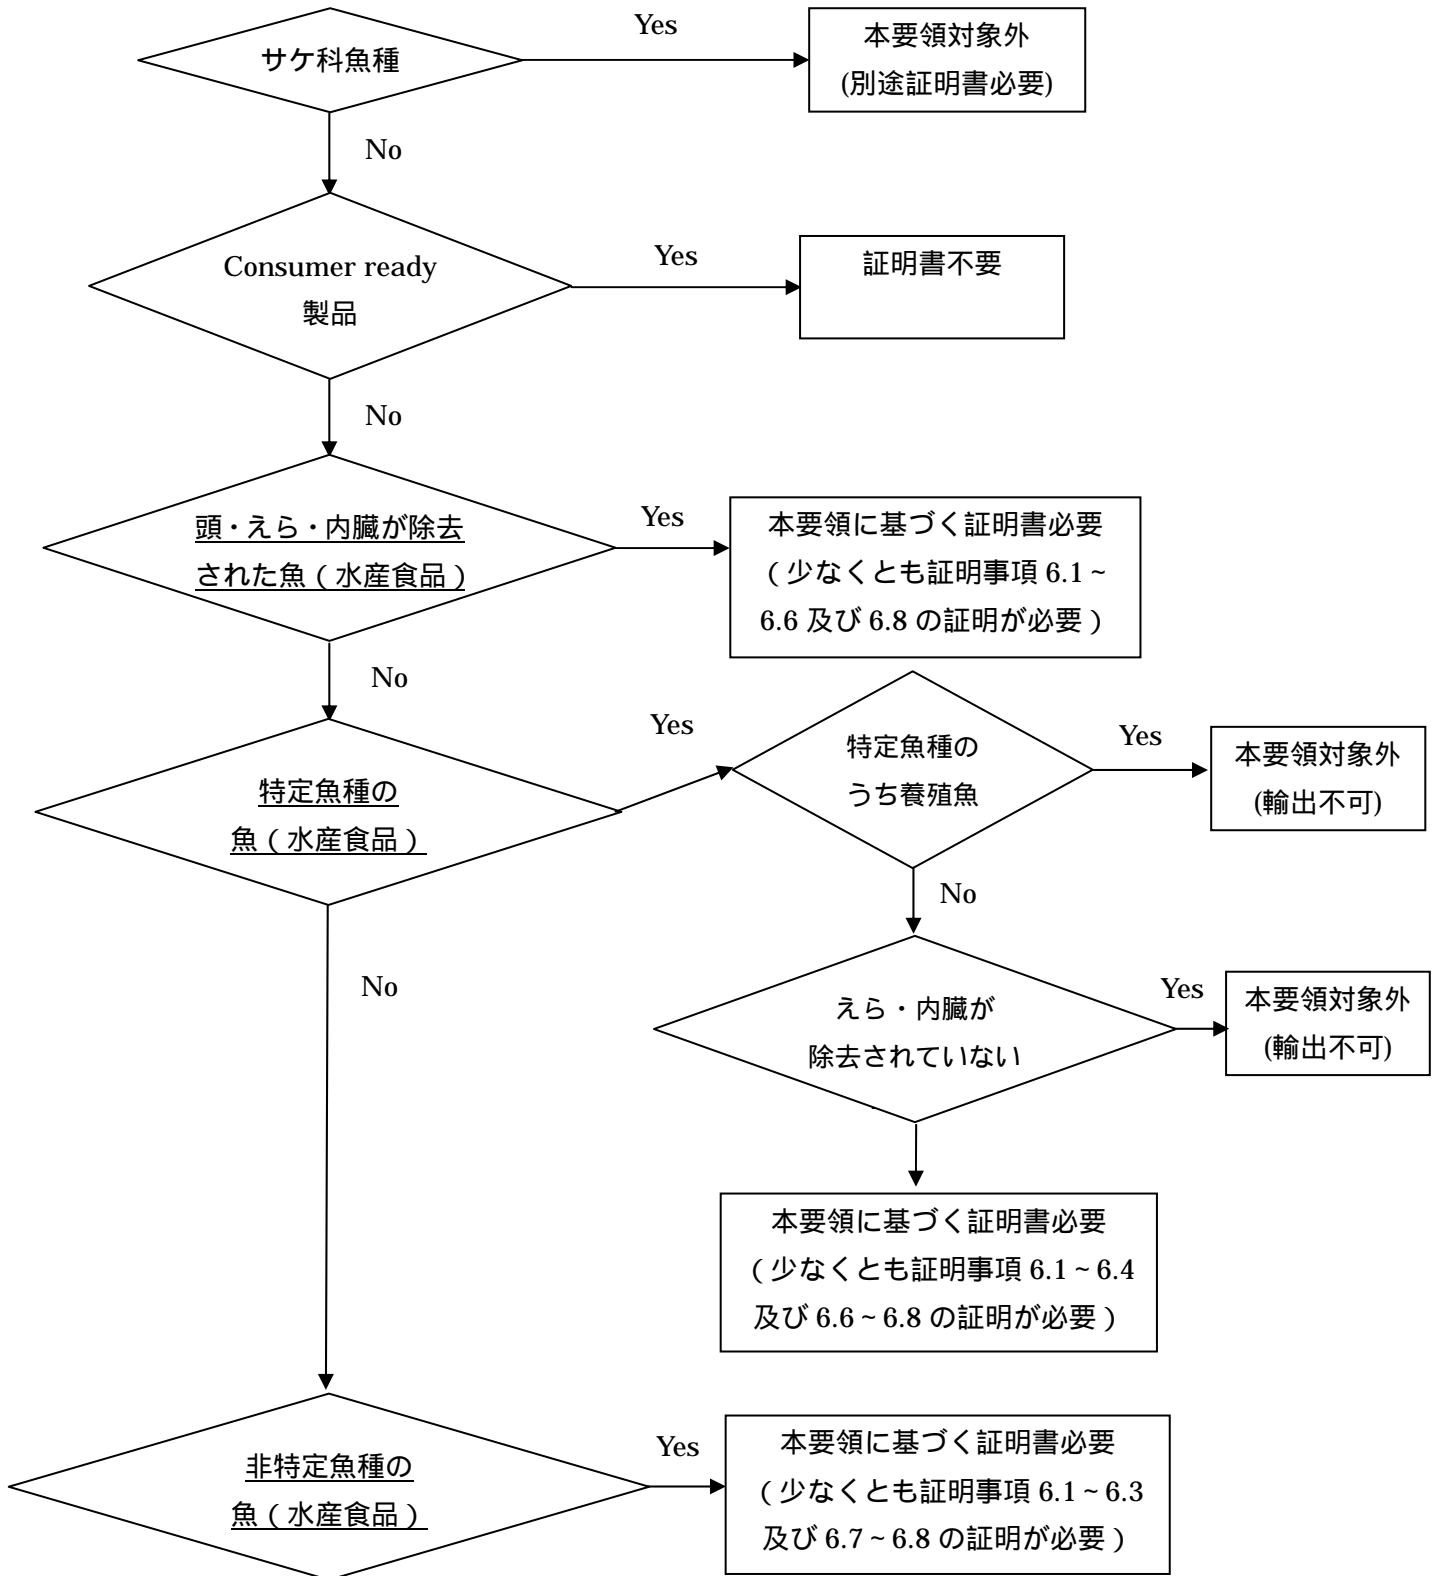 サケ科魚種
Yes
本要領対象外
(別途証明書必要)
No
Consumer ready
製品
Yes
証明書不要
No
頭・えら・内臓が除去
された魚（水産食品）
Yes
本要領に基づく証明書必要
（少なくとも証明事項 6.1～
6.6 及び 6.8 の証明が必要）
No
特定魚種の
魚（水産食品）
Yes
特定魚種の
うち養殖魚
Yes
本要領対象外
(輸出不可)
No
えら・内臓が
除去されていない
Yes
本要領対象外
(輸出不可)
本要領に基づく証明書必要
（少なくとも証明事項 6.1～6.4
及び 6.6～6.8 の証明が必要）
No
非特定魚種の
魚（水産食品）
Yes
本要領に基づく証明書必要
（少なくとも証明事項 6.1～6.3
及び 6.7～6.8 の証明が必要）